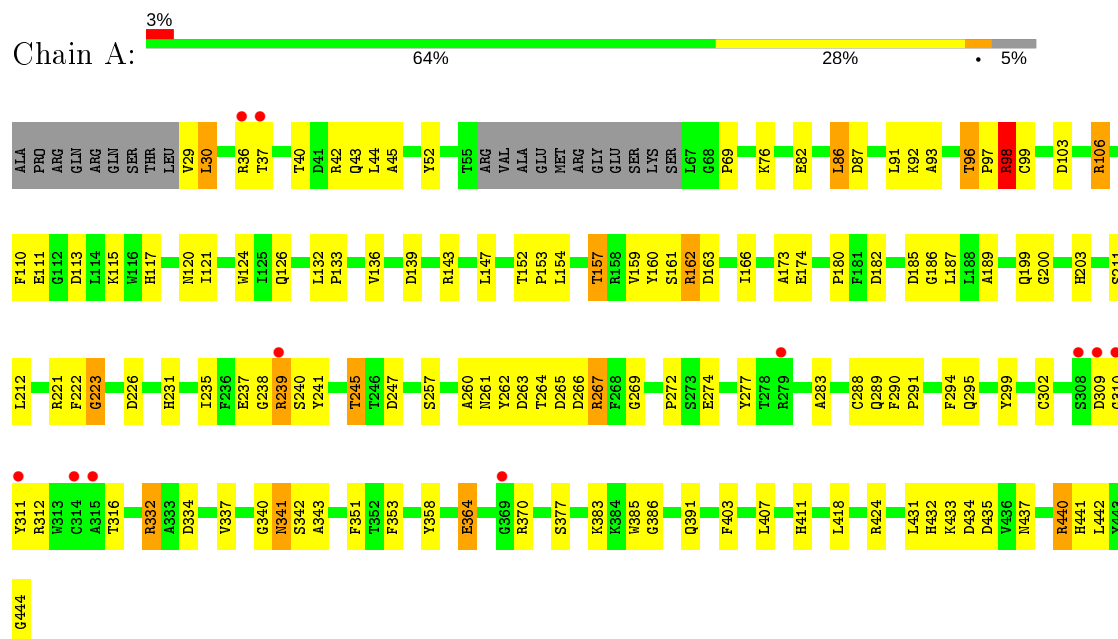 3%
Chain A:
64% 28% • 5%
ALA PRO ARG GLN ARG GLN SER THR LEU V29 L30 R36 T37 T40 D41 R42 Q43 L44 A45 Y52 T55 ARG VAL ALA GLU MET ARG GLY GLU SER LYS SER L67 G68 P69 K76 E82 L86 D87 L91 K92 A93 T96 P97 R98 C99 D103 R106
F110 E111 G112 D113 L114 K115 W116 H117 N120 I121 W124 I125 Q126 L132 P133 V136 D139 R143 L147 T152 P153 L154 T157 R158 V159 Y160 S161 R162 D163 I166 A173 E174 P180 F181 D182 D185 G186 L187 L188 A189 Q199 G200 H203 S211
L212 R221 F222 G223 D226 H231 I235 F236 E237 G238 R239 S240 Y241 T245 T246 D247 S257 A260 N261 Y262 D263 T264 D265 D266 R267 F268 G269 P272 S273 E274 Y277 T278 R279 A283 C288 Q289 F290 P291 F294 Q295 Y299 C302 S308 D309 G310
Y311 R312 W313 C314 A315 T316 R332 A333 D334 V337 G340 N341 S342 A343 F351 T352 F353 Y358 E364 G369 R370 S377 K383 K384 W385 G386 Q391 F403 L407 H411 L418 R424 L431 H432 K433 D434 D435 V436 N437 R440 H441 L442 Y443
G444